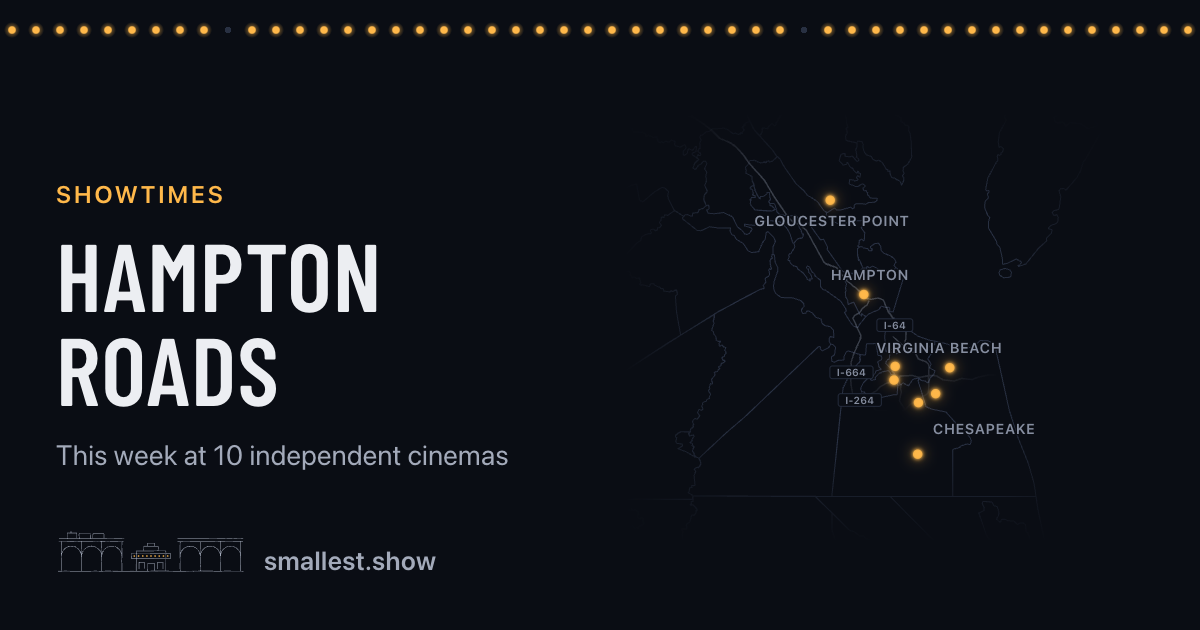 SHOWTIMES
HAMPTON
ROADS
This week at 10 independent cinemas
smallest.show
GLOUCESTER POINT
HAMPTON
I-64
VIRGINIA BEACH
I-664
I-264
CHESAPEAKE